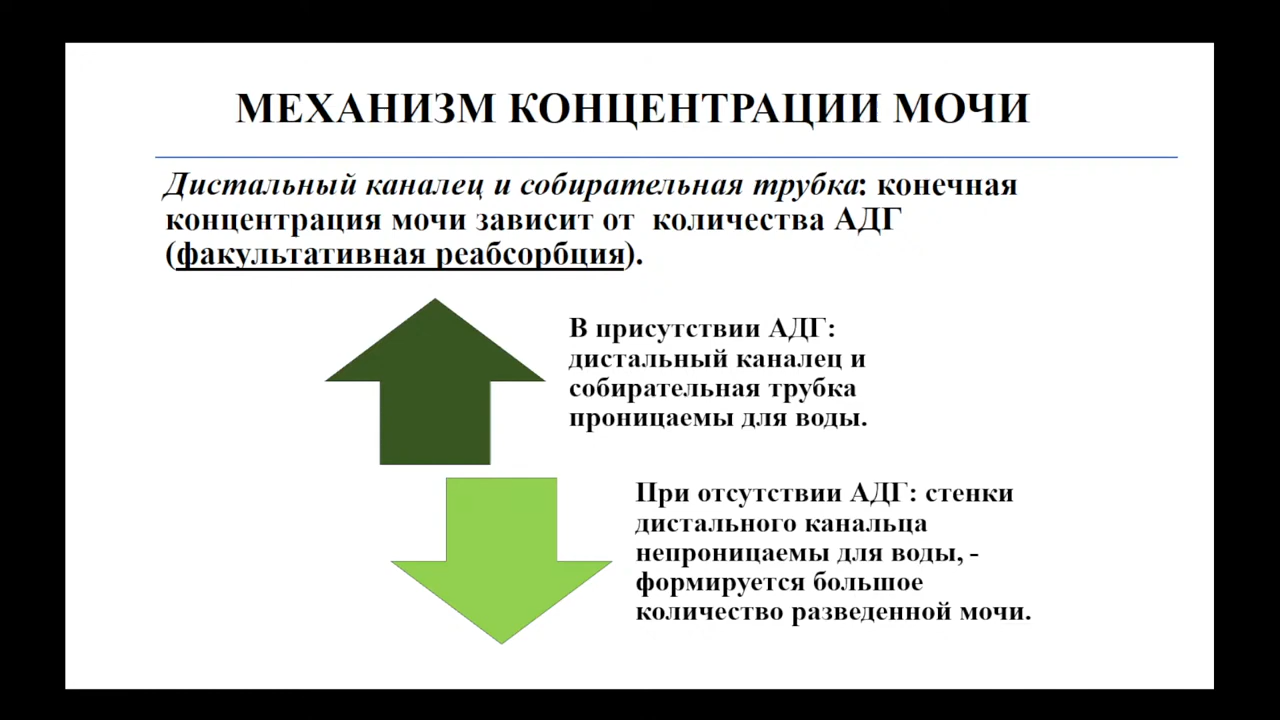 МЕХАНИЗМ КОНЦЕНТРАЦИИ МОЧИ
Дистальный каналец и собирательная трубка: конечная
концентрация мочи зависит от количества АДГ
(факультативная реабсорбция).
В присутствии АДГ:
дистальный каналец и
собирательная трубка
проницаемы для воды.
При отсутствии АДГ: стенки
дистального канальца
непроницаемы для воды, -
формируется большое
количество разведенной мочи.